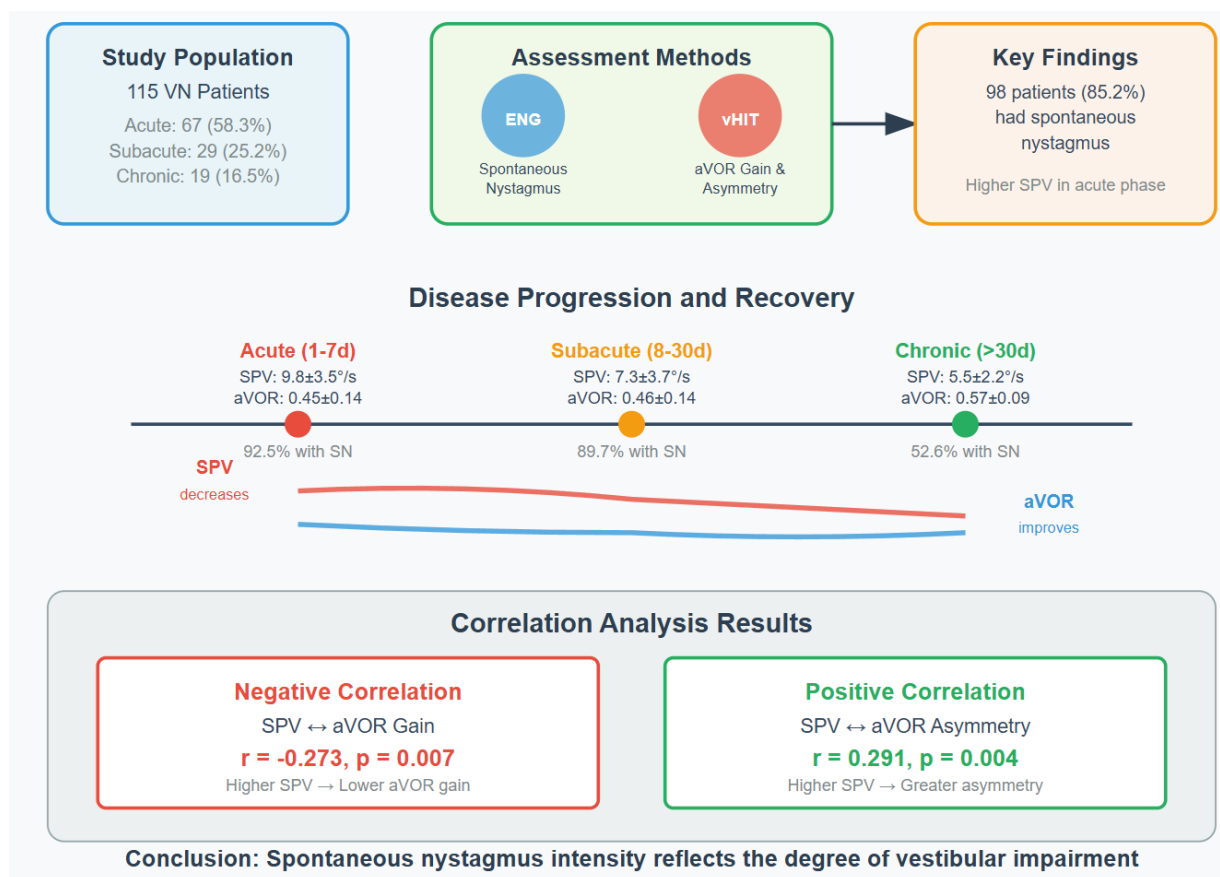 Study Population
115 VN Patients
Acute: 67 (58.3%)
Subacute: 29 (25.2%)
Chronic: 19 (16.5%)
Assessment Methods
ENG
Spontaneous
Nystagmus
vHIT
aVOR Gain &
Asymmetry
Key Findings
98 patients (85.2%)
had spontaneous
nystagmus
Higher SPV in acute phase
Disease Progression and Recovery
Acute (1-7d)
SPV: 9.8±3.5°/s
aVOR: 0.45±0.14
92.5% with SN
Subacute (8-30d)
SPV: 7.3±3.7°/s
aVOR: 0.46±0.14
89.7% with SN
Chronic (>30d)
SPV: 5.5±2.2°/s
aVOR: 0.57±0.09
52.6% with SN
SPV
decreases
aVOR
improves
Correlation Analysis Results
Negative Correlation
SPV ↔ aVOR Gain
r = -0.273, p = 0.007
Higher SPV → Lower aVOR gain
Positive Correlation
SPV ↔ aVOR Asymmetry
r = 0.291, p = 0.004
Higher SPV → Greater asymmetry
Conclusion: Spontaneous nystagmus intensity reflects the degree of vestibular impairment